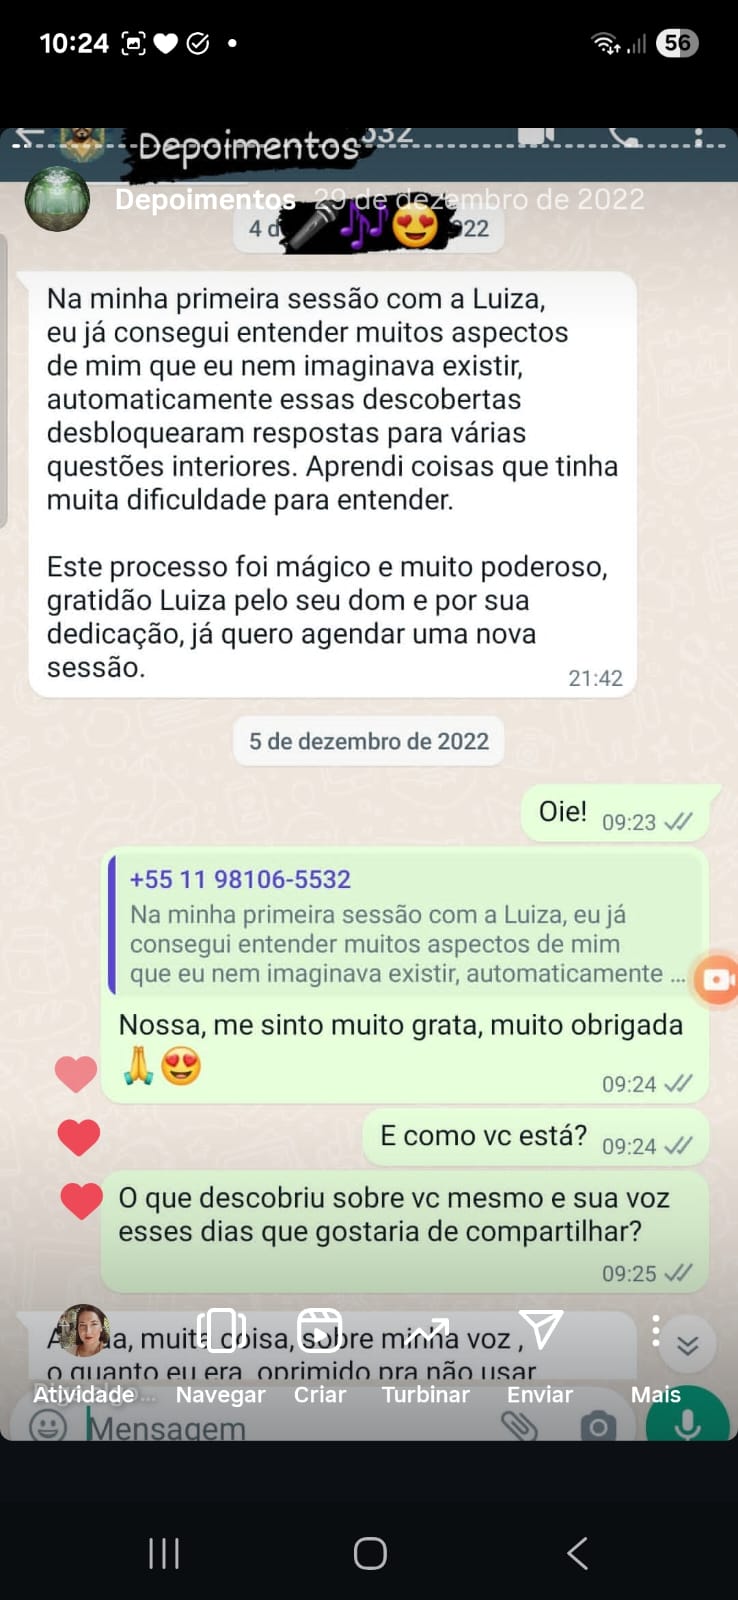 10:24
56
532
Depoimentos
Depoimentos 29 de dezembro de 2022
4 d 022
Na minha primeira sessão com a Luiza,
eu já consegui entender muitos aspectos
de mim que eu nem imaginava existir,
automaticamente essas descobertas
desbloquearam respostas para várias
questões interiores. Aprendi coisas que tinha
muita dificuldade para entender.
Este processo foi mágico e muito poderoso,
gratidão Luiza pelo seu dom e por sua
dedicação, já quero agendar uma nova
sessão.
21:42
5 de dezembro de 2022
Oie! 09:23
+55 11 98106-5532
Na minha primeira sessão com a Luiza, eu já
consegui entender muitos aspectos de mim
que eu nem imaginava existir, automaticamente ...
Nossa, me sinto muito grata, muito obrigada
🙏😍
09:24
E como vc está? 09:24
O que descobriu sobre vc mesmo e sua voz
esses dias que gostaria de compartilhar?
09:25
muita coisa, sobre minha voz ,
o quanto eu era oprimido pra não usar
Atividade Navegar Criar Turbinar Enviar Mais
Mensagem